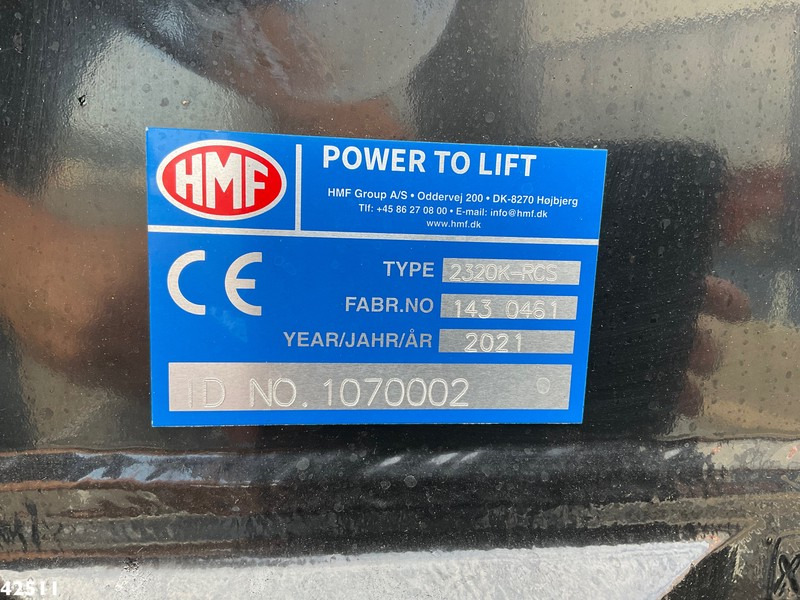 HMF
POWER TO LIFT
HMF Group A/S • Oddervej 200 • DK-8270 Højbjerg
Tlf: +45 86 27 08 00 • E-mail: info@hmf.dk
www.hmf.dk
CE
TYPE 2320K-RCS
FABR.NO 143 0461
YEAR/JAHR/ÅR 2021
ID NO. 1070002
42511